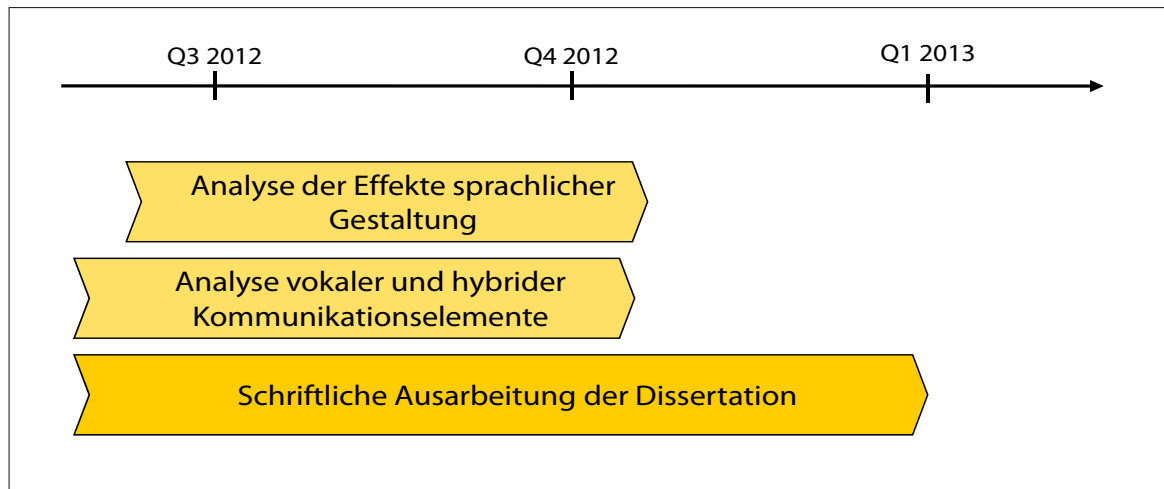 Q3 2012
Q4 2012
Q1 2013
Analyse der Effekte sprachlicher
Gestaltung
Analyse vokaler und hybrider
Kommunikationselemente
Schriftliche Ausarbeitung der Dissertation